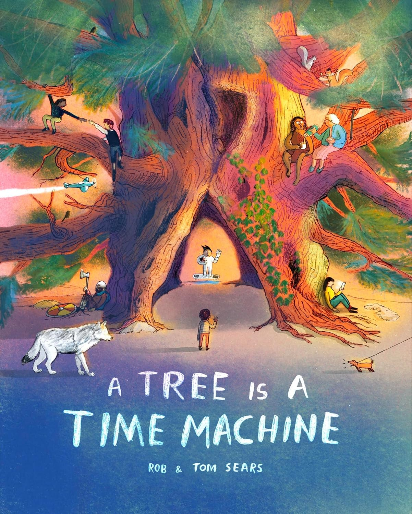 A TREE IS A
TIME MACHINE
ROB & TOM SEARS